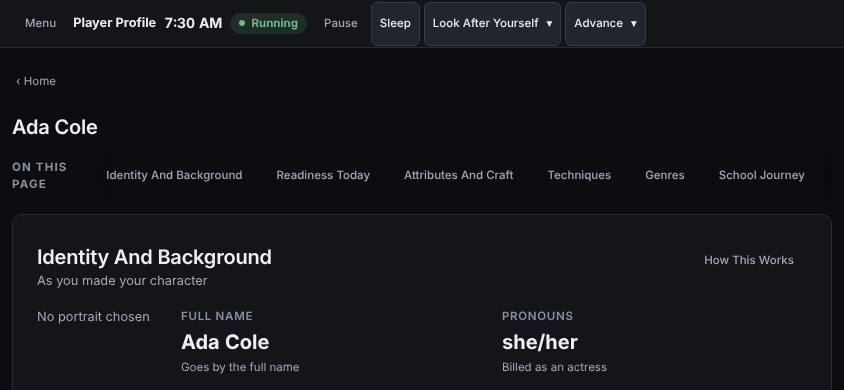 Menu Player Profile 7:30 AM Running Pause Sleep Look After Yourself ▾ Advance ▾
‹ Home
Ada Cole
ON THIS PAGE Identity And Background Readiness Today Attributes And Craft Techniques Genres School Journey
Identity And Background
How This Works
As you made your character
No portrait chosen
FULL NAME
Ada Cole
Goes by the full name
PRONOUNS
she/her
Billed as an actress